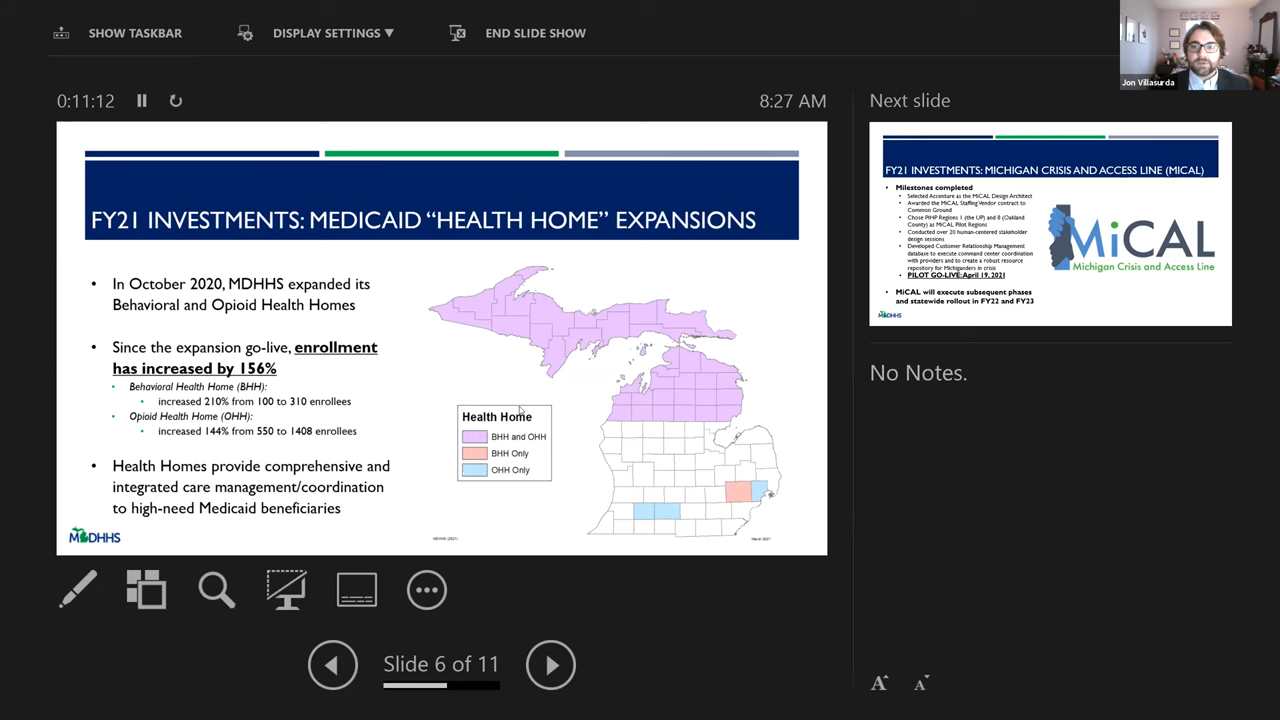 SHOW TASKBAR
DISPLAY SETTINGS ▼
END SLIDE SHOW
Jon Villasurda
0:11:12
8:27 AM
FY21 INVESTMENTS: MEDICAID “HEALTH HOME” EXPANSIONS
• In October 2020, MDHHS expanded its
Behavioral and Opioid Health Homes
• Since the expansion go-live, enrollment
has increased by 156%
• Behavioral Health Home (BHH):
• increased 210% from 100 to 310 enrollees
• Opioid Health Home (OHH):
• increased 144% from 550 to 1408 enrollees
• Health Homes provide comprehensive and
integrated care management/coordination
to high-need Medicaid beneficiaries
Health Home
BHH and OHH
BHH Only
OHH Only
MDHHS (2021)
March 2021
MDHHS
Slide 6 of 11
Next slide
FY21 INVESTMENTS: MICHIGAN CRISIS AND ACCESS LINE (MICAL)
• Milestones completed
• Selected Accenture as the MiCAL Design Architect
• Awarded the MiCAL Staffing Vendor contract to
Common Ground
• Chose PIHP Regions 1 (the UP) and 8 (Oakland
County) as MiCAL Pilot Regions
• Conducted over 20 human-centered stakeholder
design sessions
• Developed Customer Relationship Management
database to execute command center coordination
with providers and to create a robust resource
repository for Michiganders in crisis
• PILOT GO-LIVE: April 19, 2021
• MiCAL will execute subsequent phases
and statewide rollout in FY22 and FY23
MiCAL
Michigan Crisis and Access Line
MDHHS
No Notes.
A A